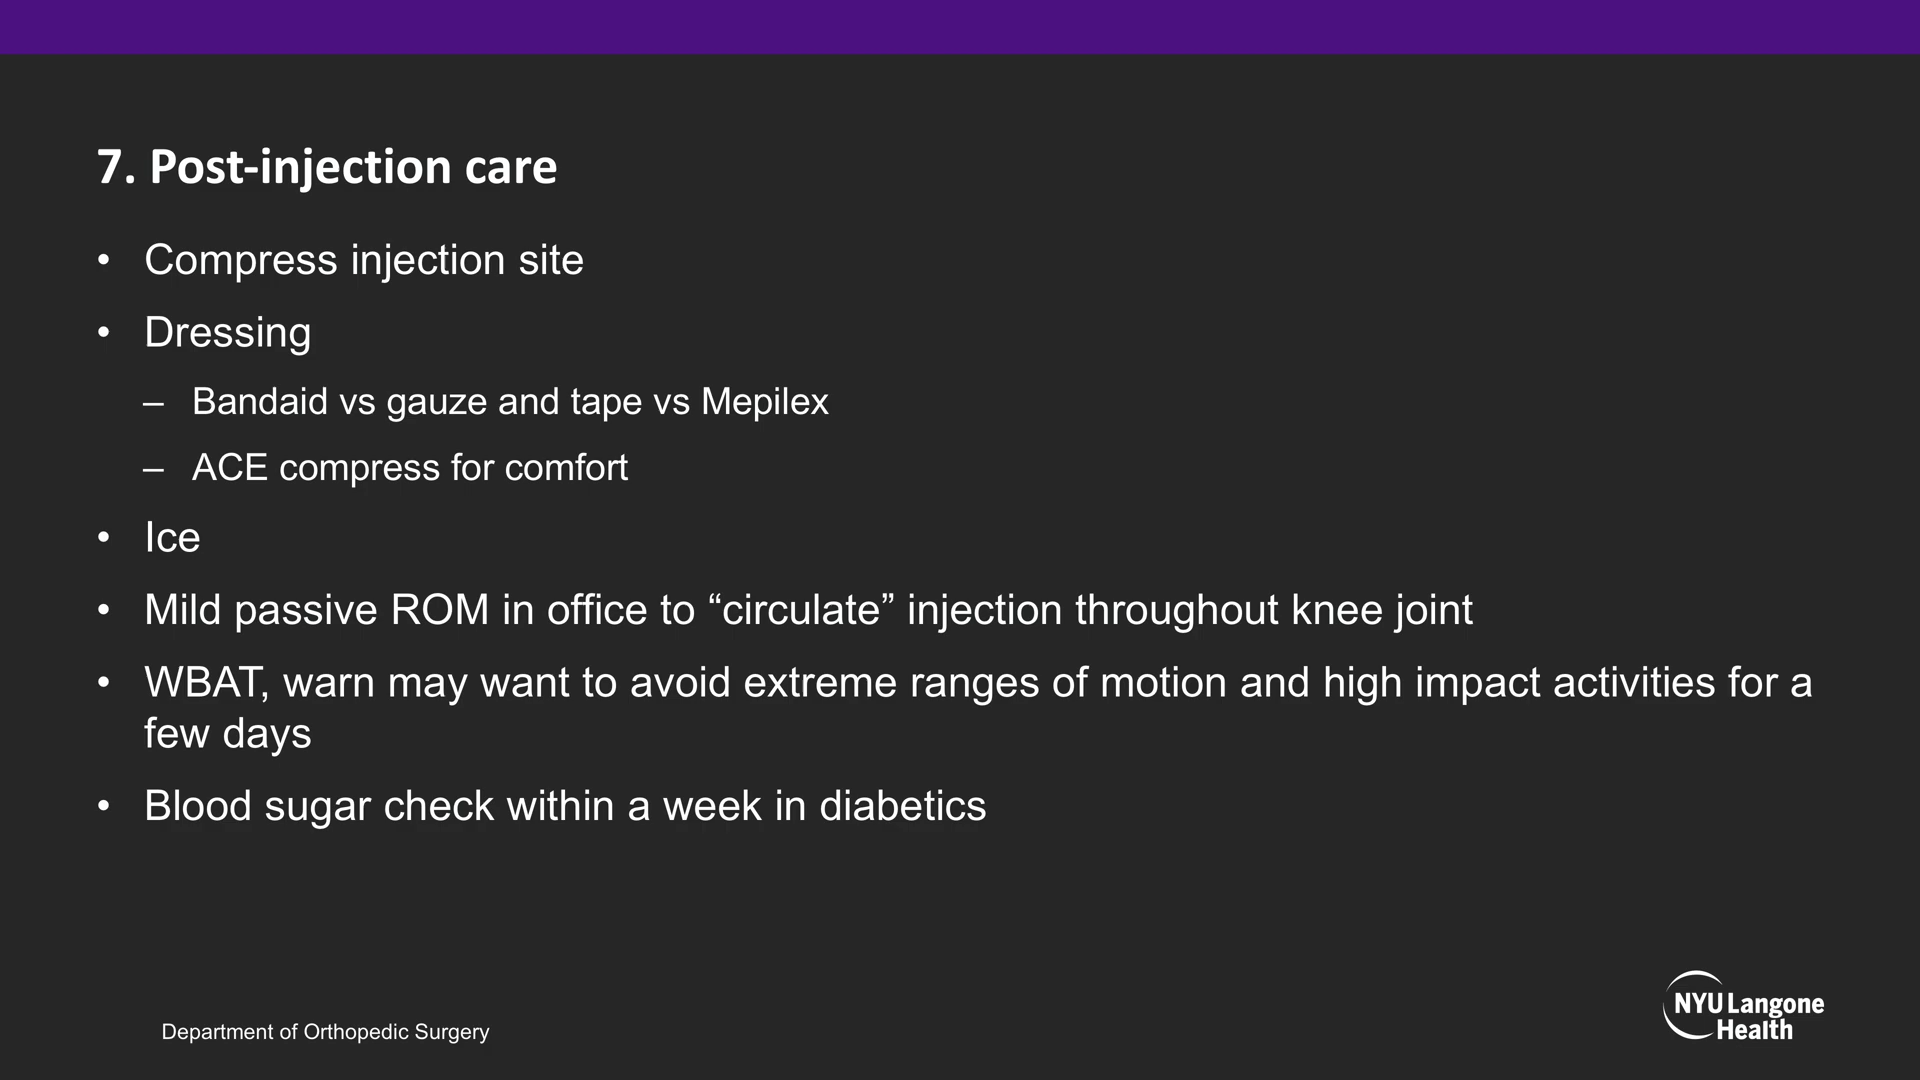 7. Post-injection care
• Compress injection site
• Dressing
– Bandaid vs gauze and tape vs Mepilex
– ACE compress for comfort
• Ice
• Mild passive ROM in office to “circulate” injection throughout knee joint
• WBAT, warn may want to avoid extreme ranges of motion and high impact activities for a
few days
• Blood sugar check within a week in diabetics
Department of Orthopedic Surgery
NYU Langone
Health